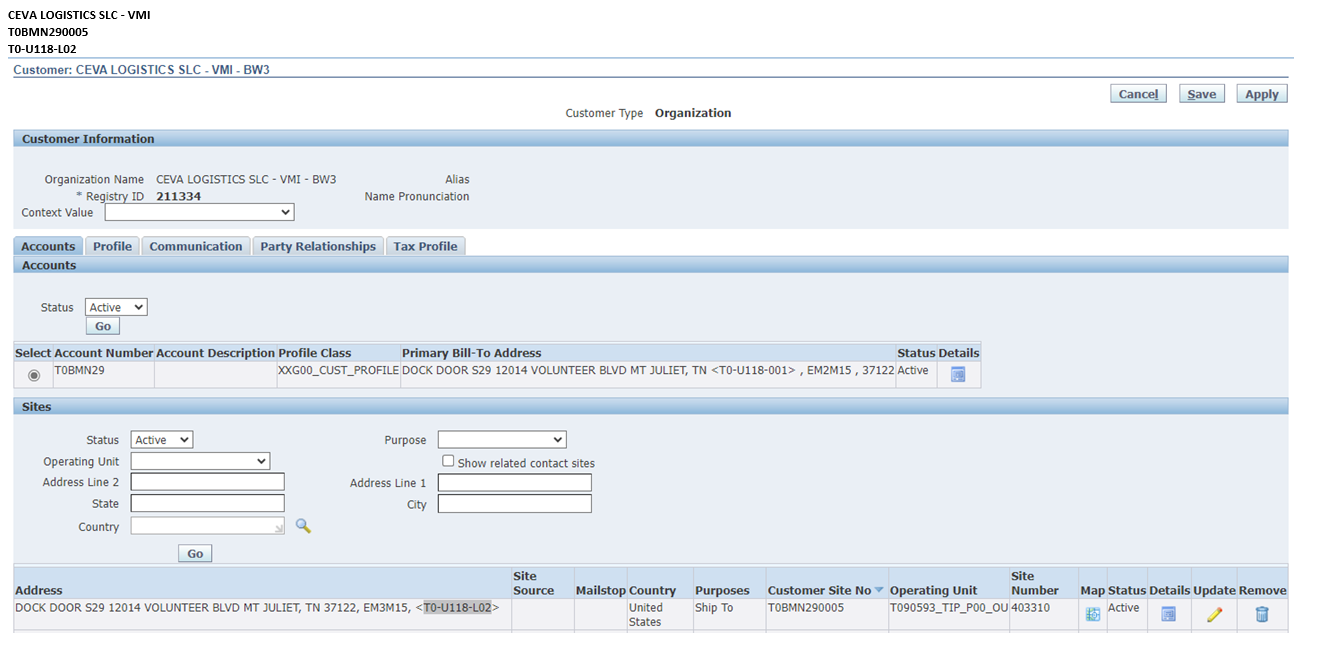 CEVA LOGISTICS SLC - VMI
T0BMN290005
T0-U118-L02
Customer: CEVA LOGISTICS SLC - VMI - BW3
Cancel Save Apply
Customer Type Organization
Customer Information
Organization Name CEVA LOGISTICS SLC - VMI - BW3 Alias
* Registry ID 211334 Name Pronunciation
Context Value
Accounts Profile Communication Party Relationships Tax Profile
Accounts
Status Active
Go
Select Account Number Account Description Profile Class Primary Bill-To Address Status Details
T0BMN29 XXG00_CUST_PROFILE DOCK DOOR S29 12014 VOLUNTEER BLVD MT JULIET, TN <T0-U118-001> , EM2M15 , 37122 Active
Sites
Status Active Purpose
Operating Unit Show related contact sites
Address Line 2 Address Line 1
State City
Country
Go
Address Site Source Mailstop Country Purposes Customer Site No Operating Unit Site Number Map Status Details Update Remove
DOCK DOOR S29 12014 VOLUNTEER BLVD MT JULIET, TN 37122, EM3M15, <T0-U118-L02> United States Ship To T0BMN290005 T090593_TIP_P00_OU 403310 Active